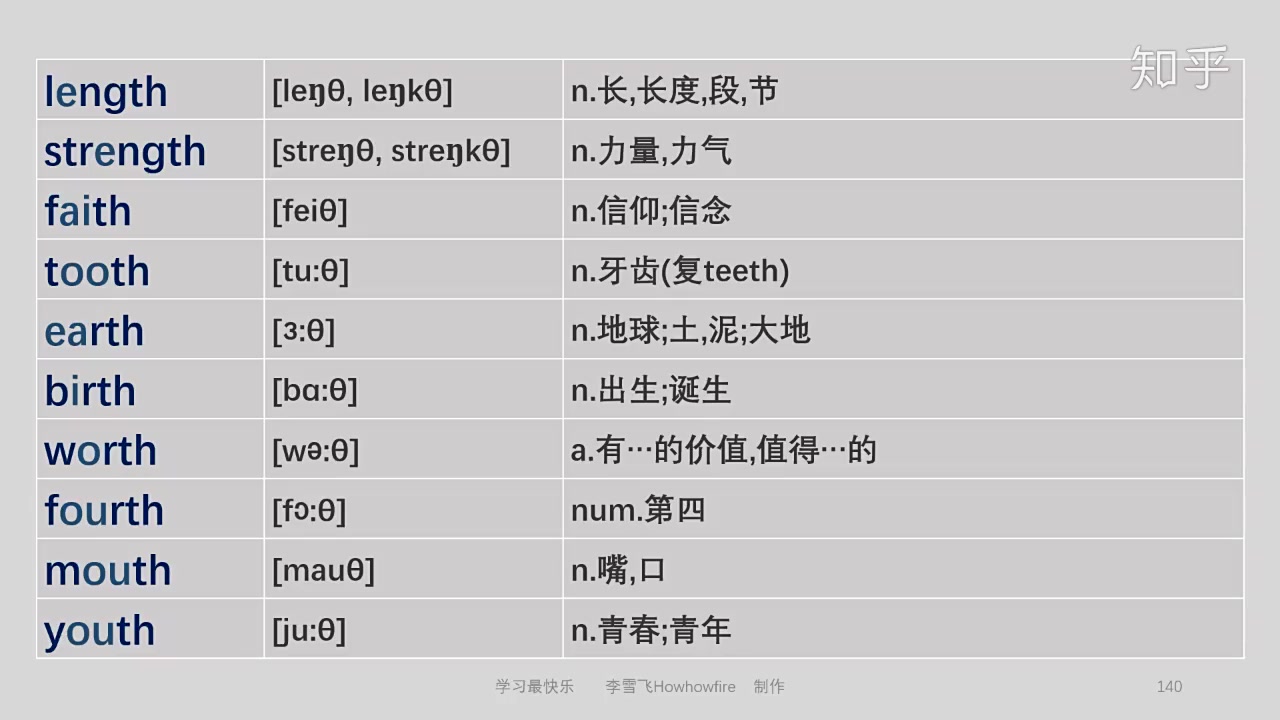 知乎
length [leŋθ, leŋkθ] n.长,长度,段,节
strength [streŋθ, streŋkθ] n.力量,力气
faith [feiθ] n.信仰;信念
tooth [tu:θ] n.牙齿(复teeth)
earth [ɜ:θ] n.地球;土,泥;大地
birth [bɑ:θ] n.出生;诞生
worth [wə:θ] a.有…的价值,值得…的
fourth [fɔ:θ] num.第四
mouth [mauθ] n.嘴,口
youth [ju:θ] n.青春;青年
学习最快乐 李雪飞Howhowfire 制作 140